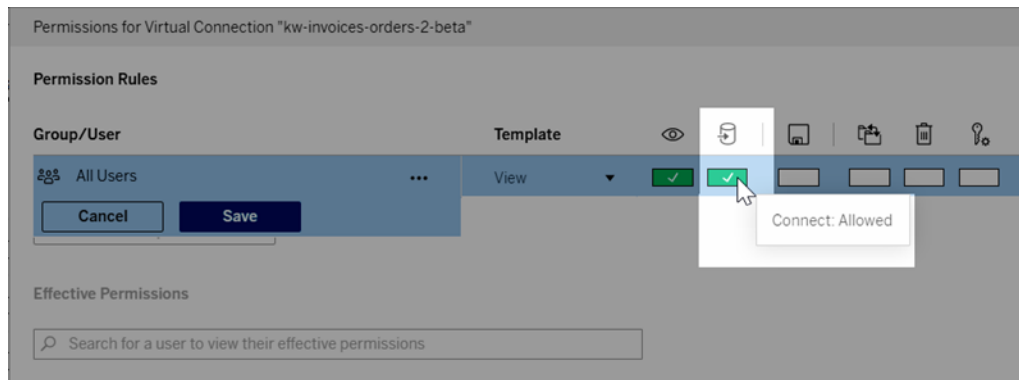 Permissions for Virtual Connection "kw-invoices-orders-2-beta"
Permission Rules
Group/User Template
All Users View
Cancel Save
Connect: Allowed
Effective Permissions
Search for a user to view their effective permissions